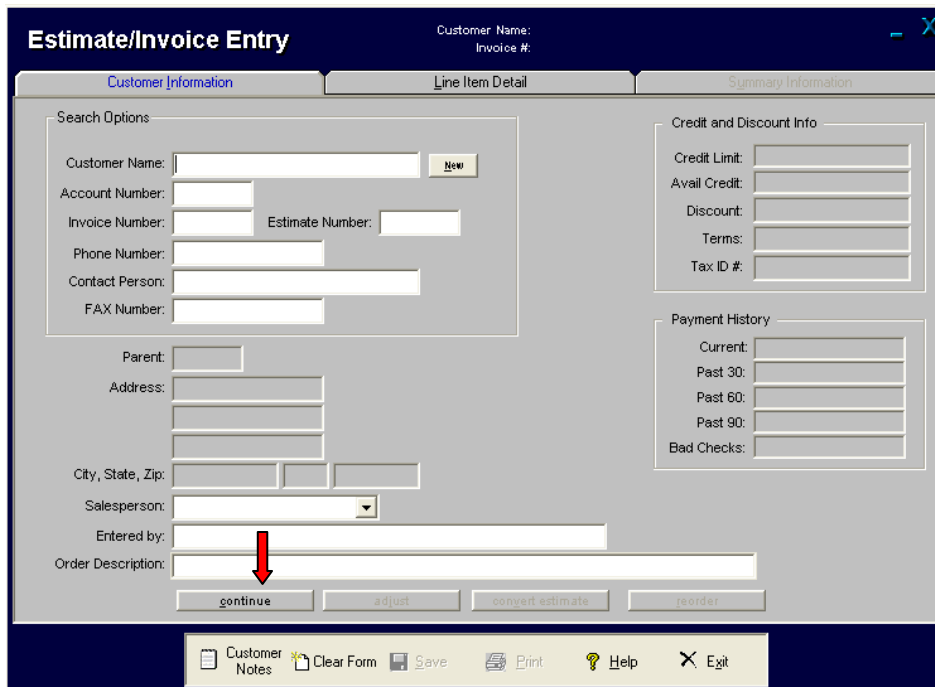 Estimate/Invoice Entry
Customer Name:
Invoice #:
Customer Information
Line Item Detail
Summary Information
Search Options
Customer Name:
New
Account Number:
Invoice Number:
Estimate Number:
Phone Number:
Contact Person:
FAX Number:
Parent:
Address:
City, State, Zip:
Salesperson:
Entered by:
Order Description:
Credit and Discount Info
Credit Limit:
Avail Credit:
Discount:
Terms:
Tax ID #:
Payment History
Current:
Past 30:
Past 60:
Past 90:
Bad Checks:
continue
adjust
convert estimate
reorder
Customer
Notes
Clear Form
Save
Print
Help
Exit